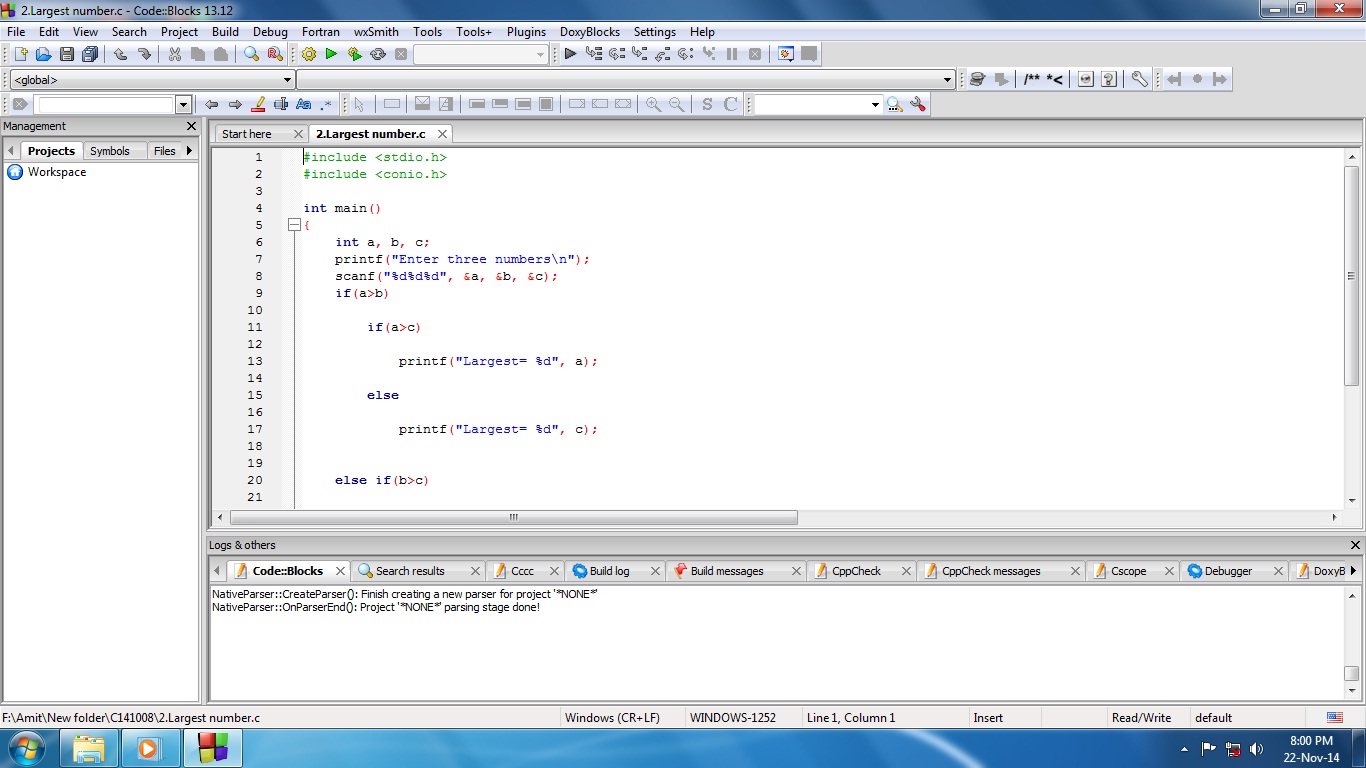 2.Largest number.c - Code::Blocks 13.12
File Edit View Search Project Build Debug Fortran wxSmith Tools Tools+ Plugins DoxyBlocks Settings Help
<global>
/** *<
Aa .*
S C
Management
Projects Symbols Files
Workspace
Start here 2.Largest number.c
1 #include <stdio.h>
2 #include <conio.h>
3
4 int main()
5 {
6 int a, b, c;
7 printf("Enter three numbers\n");
8 scanf("%d%d%d", &a, &b, &c);
9 if(a>b)
10
11 if(a>c)
12
13 printf("Largest= %d", a);
14
15 else
16
17 printf("Largest= %d", c);
18
19
20 else if(b>c)
21
Logs & others
Code::Blocks Search results Cccc Build log Build messages CppCheck CppCheck messages Cscope Debugger DoxyB
NativeParser::CreateParser(): Finish creating a new parser for project '*NONE*'
NativeParser::OnParserEnd(): Project '*NONE*' parsing stage done!
F:\Amit\New folder\C141008\2.Largest number.c Windows (CR+LF) WINDOWS-1252 Line 1, Column 1 Insert Read/Write default
8:00 PM
22-Nov-14